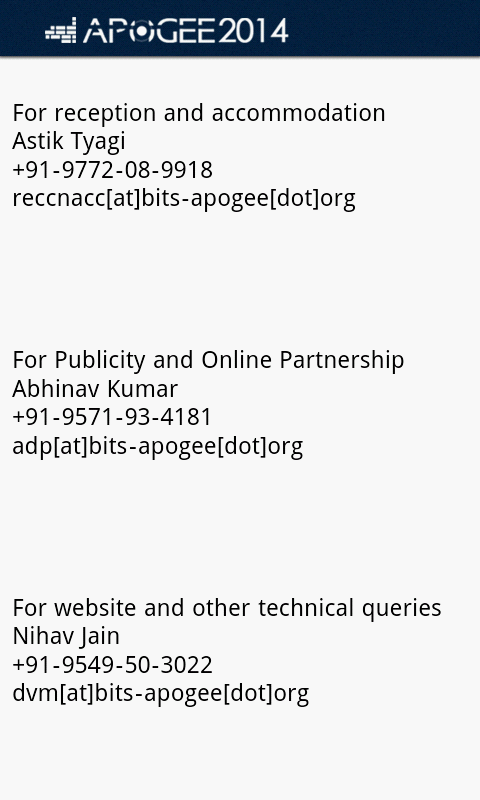 APOGEE2014
For reception and accommodation
Astik Tyagi
+91-9772-08-9918
reccnacc[at]bits-apogee[dot]org
For Publicity and Online Partnership
Abhinav Kumar
+91-9571-93-4181
adp[at]bits-apogee[dot]org
For website and other technical queries
Nihav Jain
+91-9549-50-3022
dvm[at]bits-apogee[dot]org